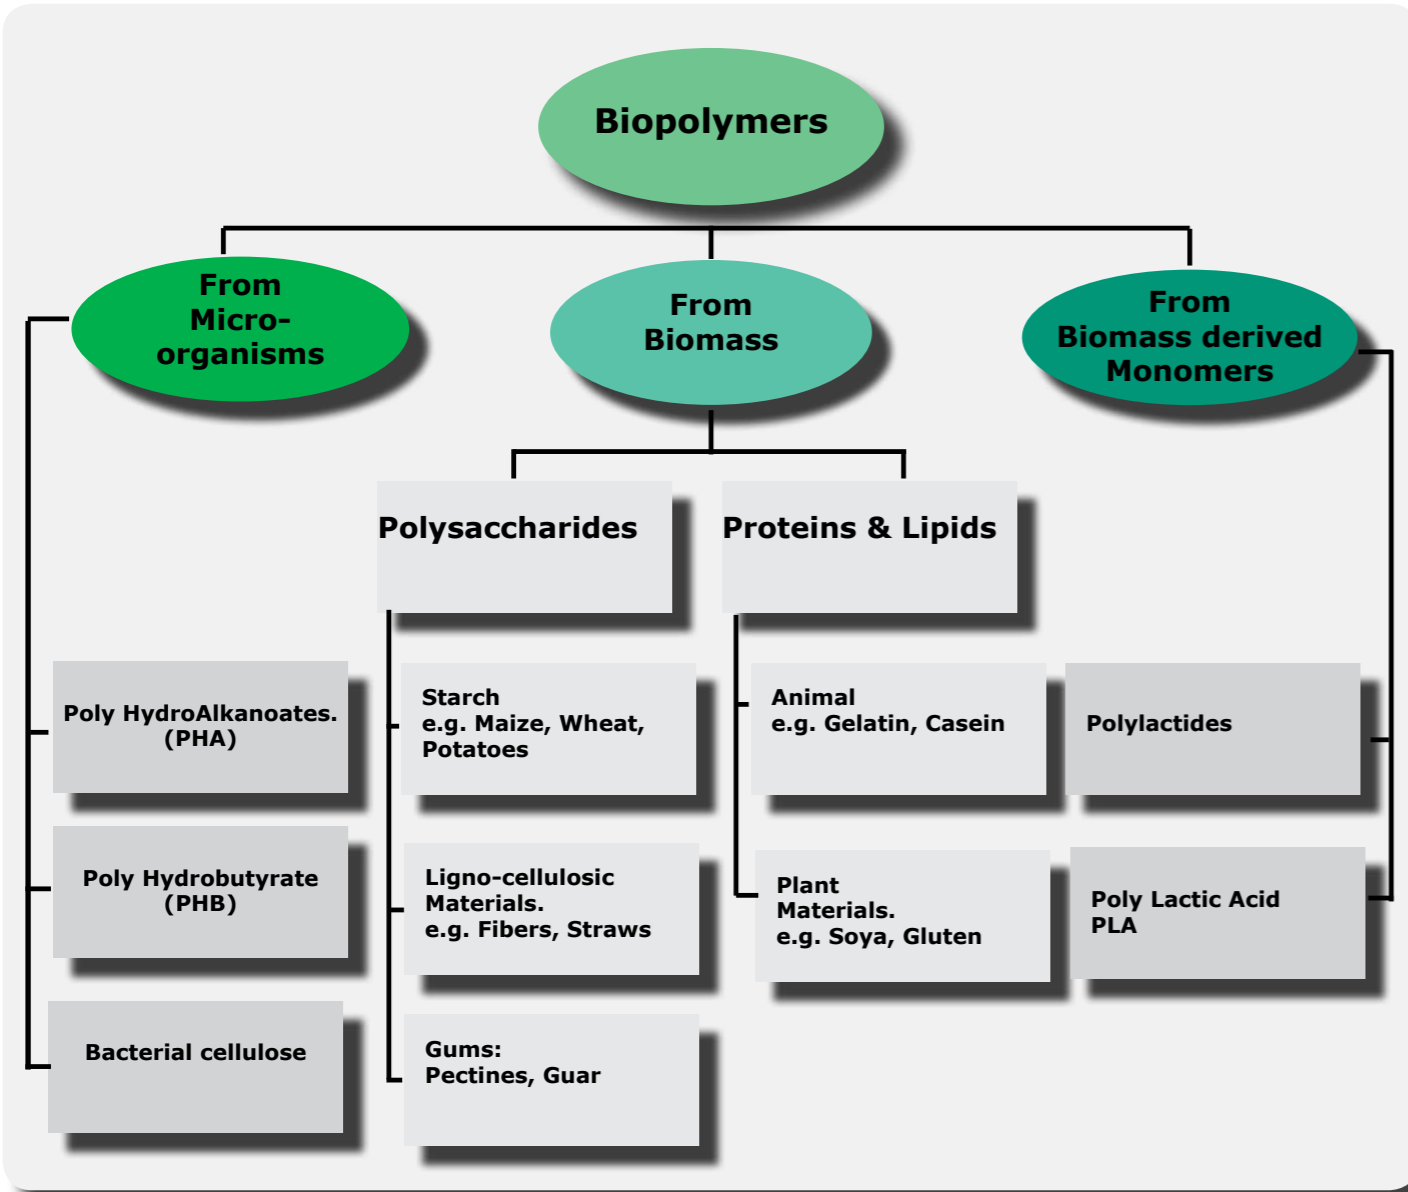 Biopolymers
From
Micro-
organisms
From
Biomass
From
Biomass derived
Monomers
Polysaccharides
Proteins & Lipids
Poly HydroAlkanoates.
(PHA)
Poly Hydrobutyrate
(PHB)
Bacterial cellulose
Starch
e.g. Maize, Wheat,
Potatoes
Ligno-cellulosic
Materials.
e.g. Fibers, Straws
Gums:
Pectines, Guar
Animal
e.g. Gelatin, Casein
Plant
Materials.
e.g. Soya, Gluten
Polylactides
Poly Lactic Acid
PLA